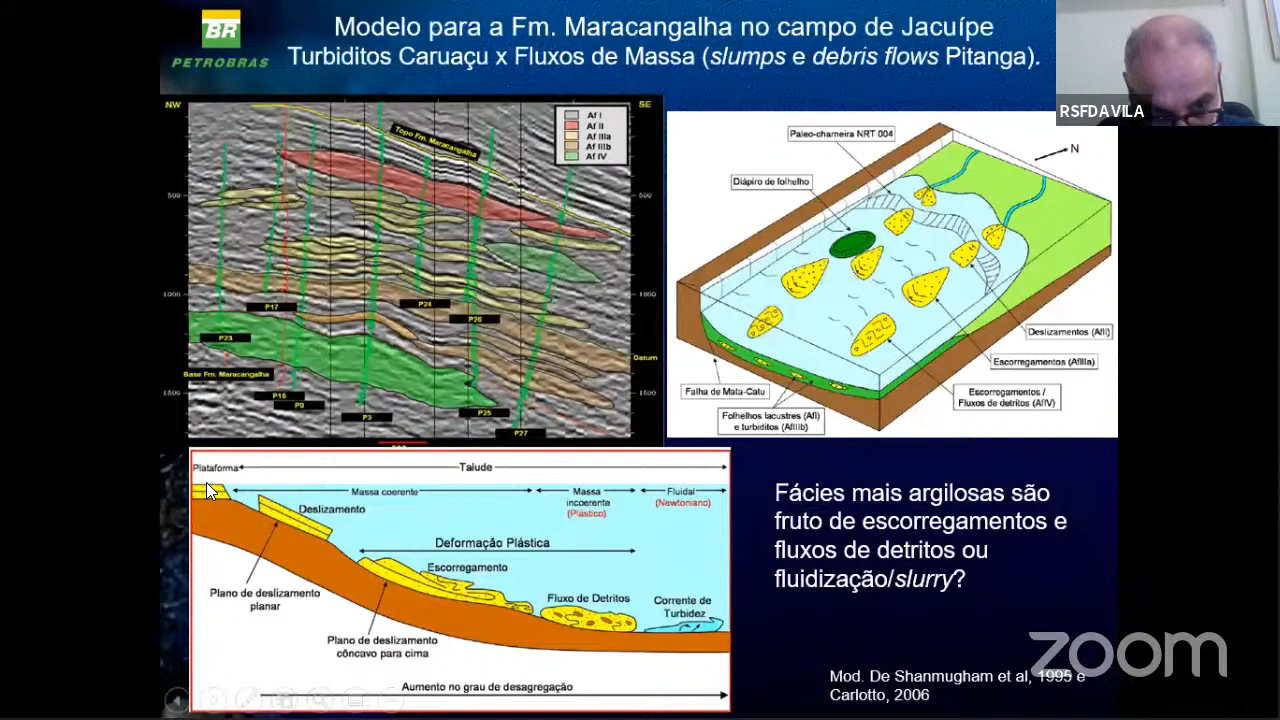 BR
PETROBRAS
Modelo para a Fm. Maracangalha no campo de Jacuípe
Turbiditos Caruaçu x Fluxos de Massa (slumps e debris flows Pitanga).
RSFDAVILA
NW
SE
Af I
Af II
Af IIIa
Af IIIb
Af IV
Topo Fm. Maracangalha
500
500
1000
1000
P17
P24
P26
P23
Datum
Base Fm. Maracangalha
1500
1500
P16
P9
P3
P25
P27
Paleo-charneira NRT 004
N
Diápiro de folhelho
Deslizamentos (AfII)
Escorregamentos (AfIIIa)
Falha de Mata-Catu
Escorregamentos /
Fluxos de detritos (AfIV)
Folhelhos lacustres (AfI)
e turbiditos (AfIIIb)
Plataforma
Talude
Massa coerente
Massa
incoerente
(Plástico)
Fluidal
(Newtoniano)
Deslizamento
Deformação Plástica
Escorregamento
Fluxo de Detritos
Corrente de
Turbidez
Plano de deslizamento
planar
Plano de deslizamento
côncavo para cima
Aumento no grau de desagregação
Fácies mais argilosas são
fruto de escorregamentos e
fluxos de detritos ou
fluidização/slurry?
Mod. De Shanmugham et al, 1995 e
Carlotto, 2006
zoom